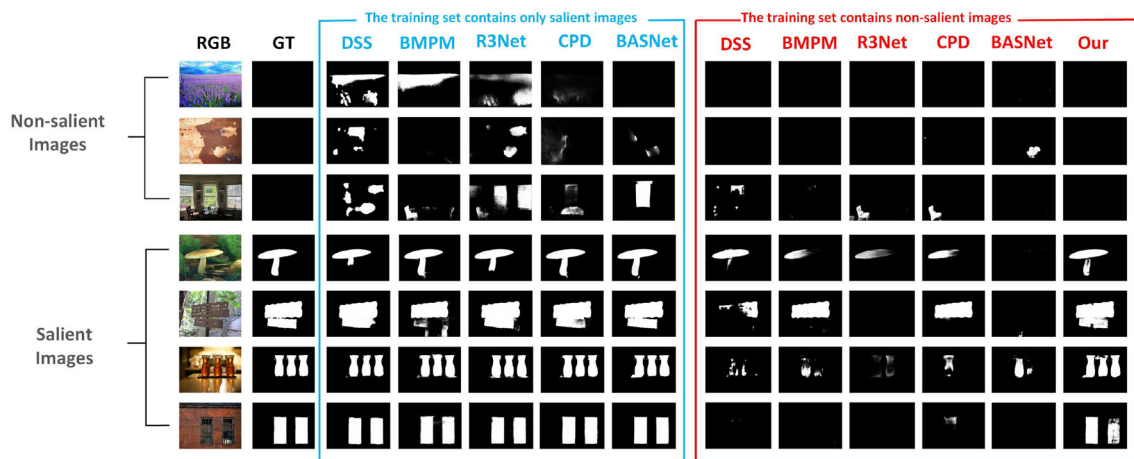 The training set contains only salient images
The training set contains non-salient images
RGB GT DSS BMPM R3Net CPD BASNet DSS BMPM R3Net CPD BASNet Our
Non-salient
Images
Salient
Images